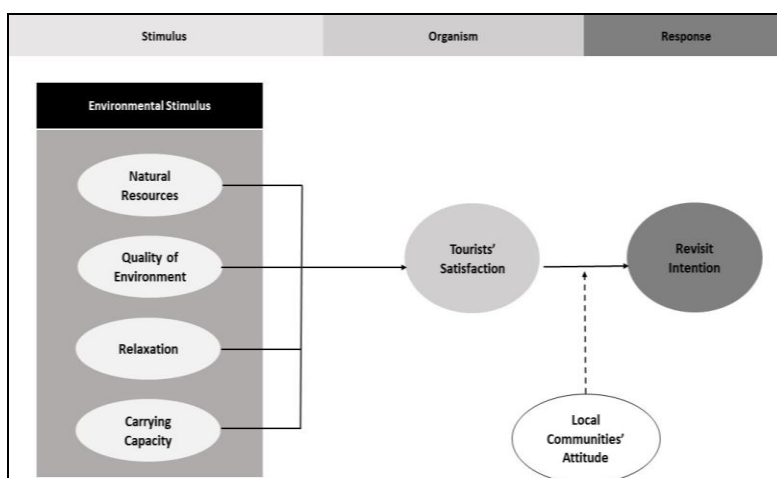 Stimulus
Organism
Response
Environmental Stimulus
Natural
Resources
Quality of
Environment
Relaxation
Carrying
Capacity
Tourists'
Satisfaction
Revisit
Intention
Local
Communities'
Attitude